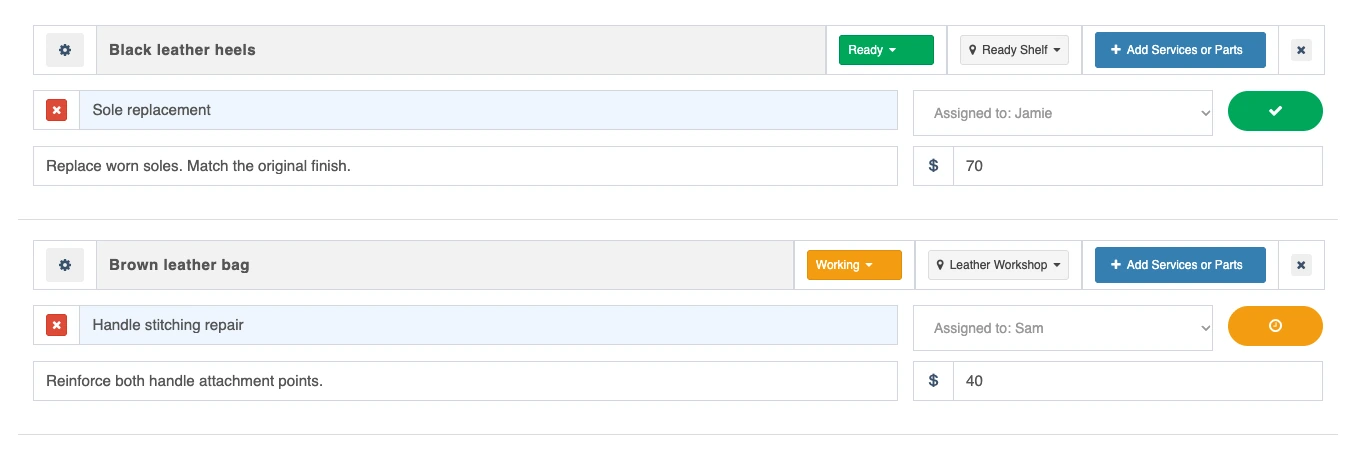 Black leather heels
Ready
Ready Shelf
Add Services or Parts
Sole replacement
Assigned to: Jamie
Replace worn soles. Match the original finish.
$ 70
Brown leather bag
Working
Leather Workshop
Add Services or Parts
Handle stitching repair
Assigned to: Sam
Reinforce both handle attachment points.
$ 40